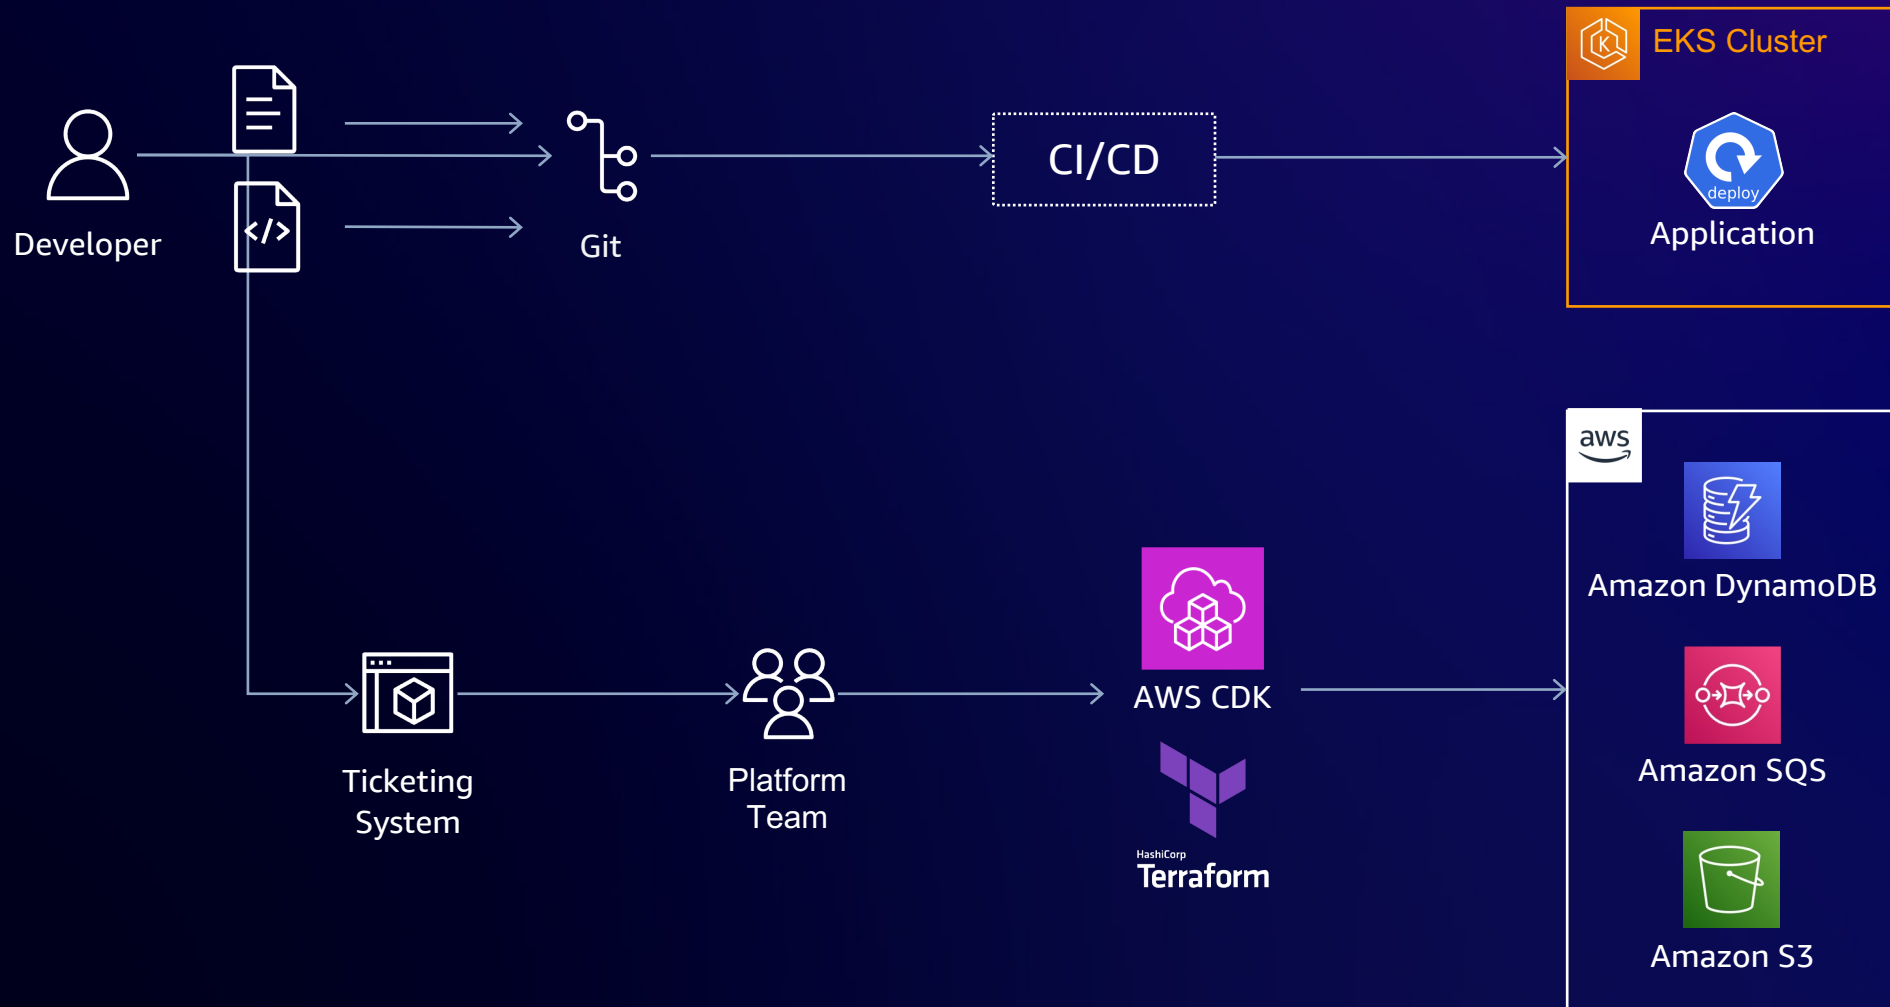 EKS Cluster
</>
CI/CD
deploy
Developer
Git
Application
aws
Amazon DynamoDB
AWS CDK
Ticketing
System
Platform
Team
Amazon SQS
HashiCorp
Terraform
Amazon S3